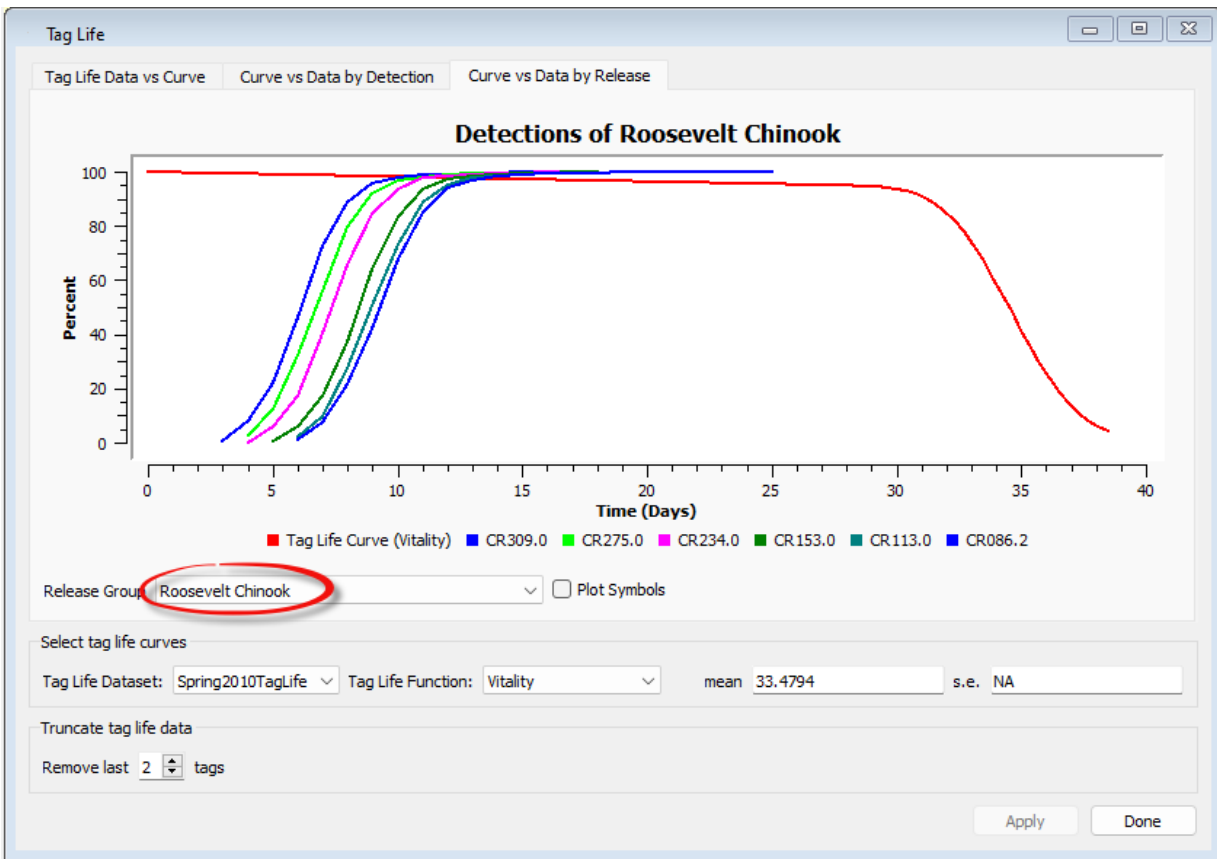 Tag Life
Tag Life Data vs Curve Curve vs Data by Detection Curve vs Data by Release
Detections of Roosevelt Chinook
100
80
60
40
20
0
Percent
0 5 10 15 20 25 30 35 40
Time (Days)
Tag Life Curve (Vitality) CR309.0 CR275.0 CR234.0 CR153.0 CR113.0 CR086.2
Release Group Roosevelt Chinook Plot Symbols
Select tag life curves
Tag Life Dataset: Spring2010TagLife Tag Life Function: Vitality mean 33.4794 s.e. NA
Truncate tag life data
Remove last 2 tags
Apply Done